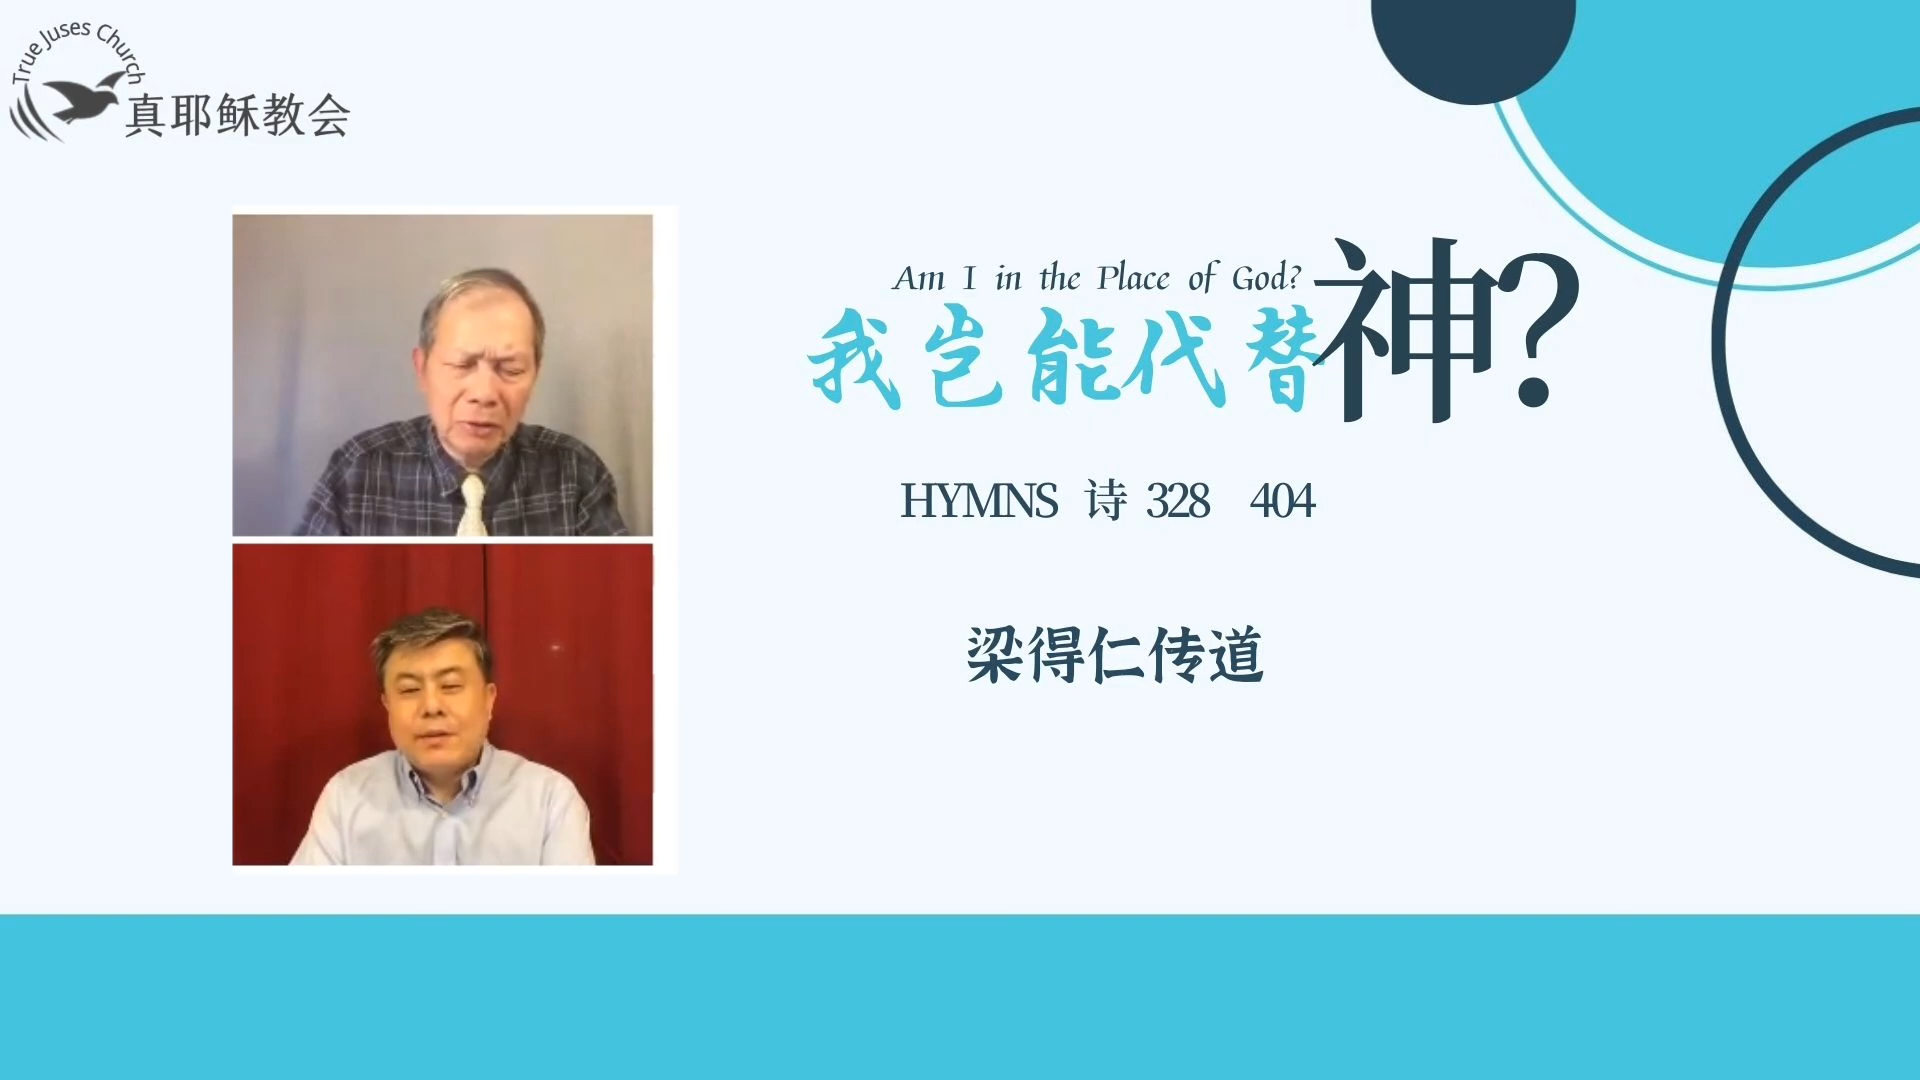 True Juses Church
真耶稣教会
Am I in the Place of God?
我岂能代替神?
HYMNS 诗 328 404
梁得仁传道